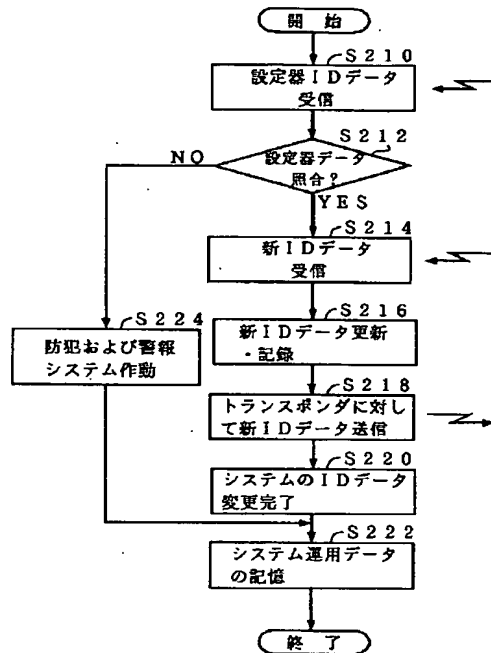 開 始
S210
設定器IDデータ
受信
S212
設定器データ
照合?
NO
YES
S214
新IDデータ
受信
S216
新IDデータ更新
・記録
S224
防犯および警報
システム作動
S218
トランスポンダに対し
て新IDデータ送信
S220
システムのIDデータ
変更完了
S222
システム運用データ
の記憶
終 了